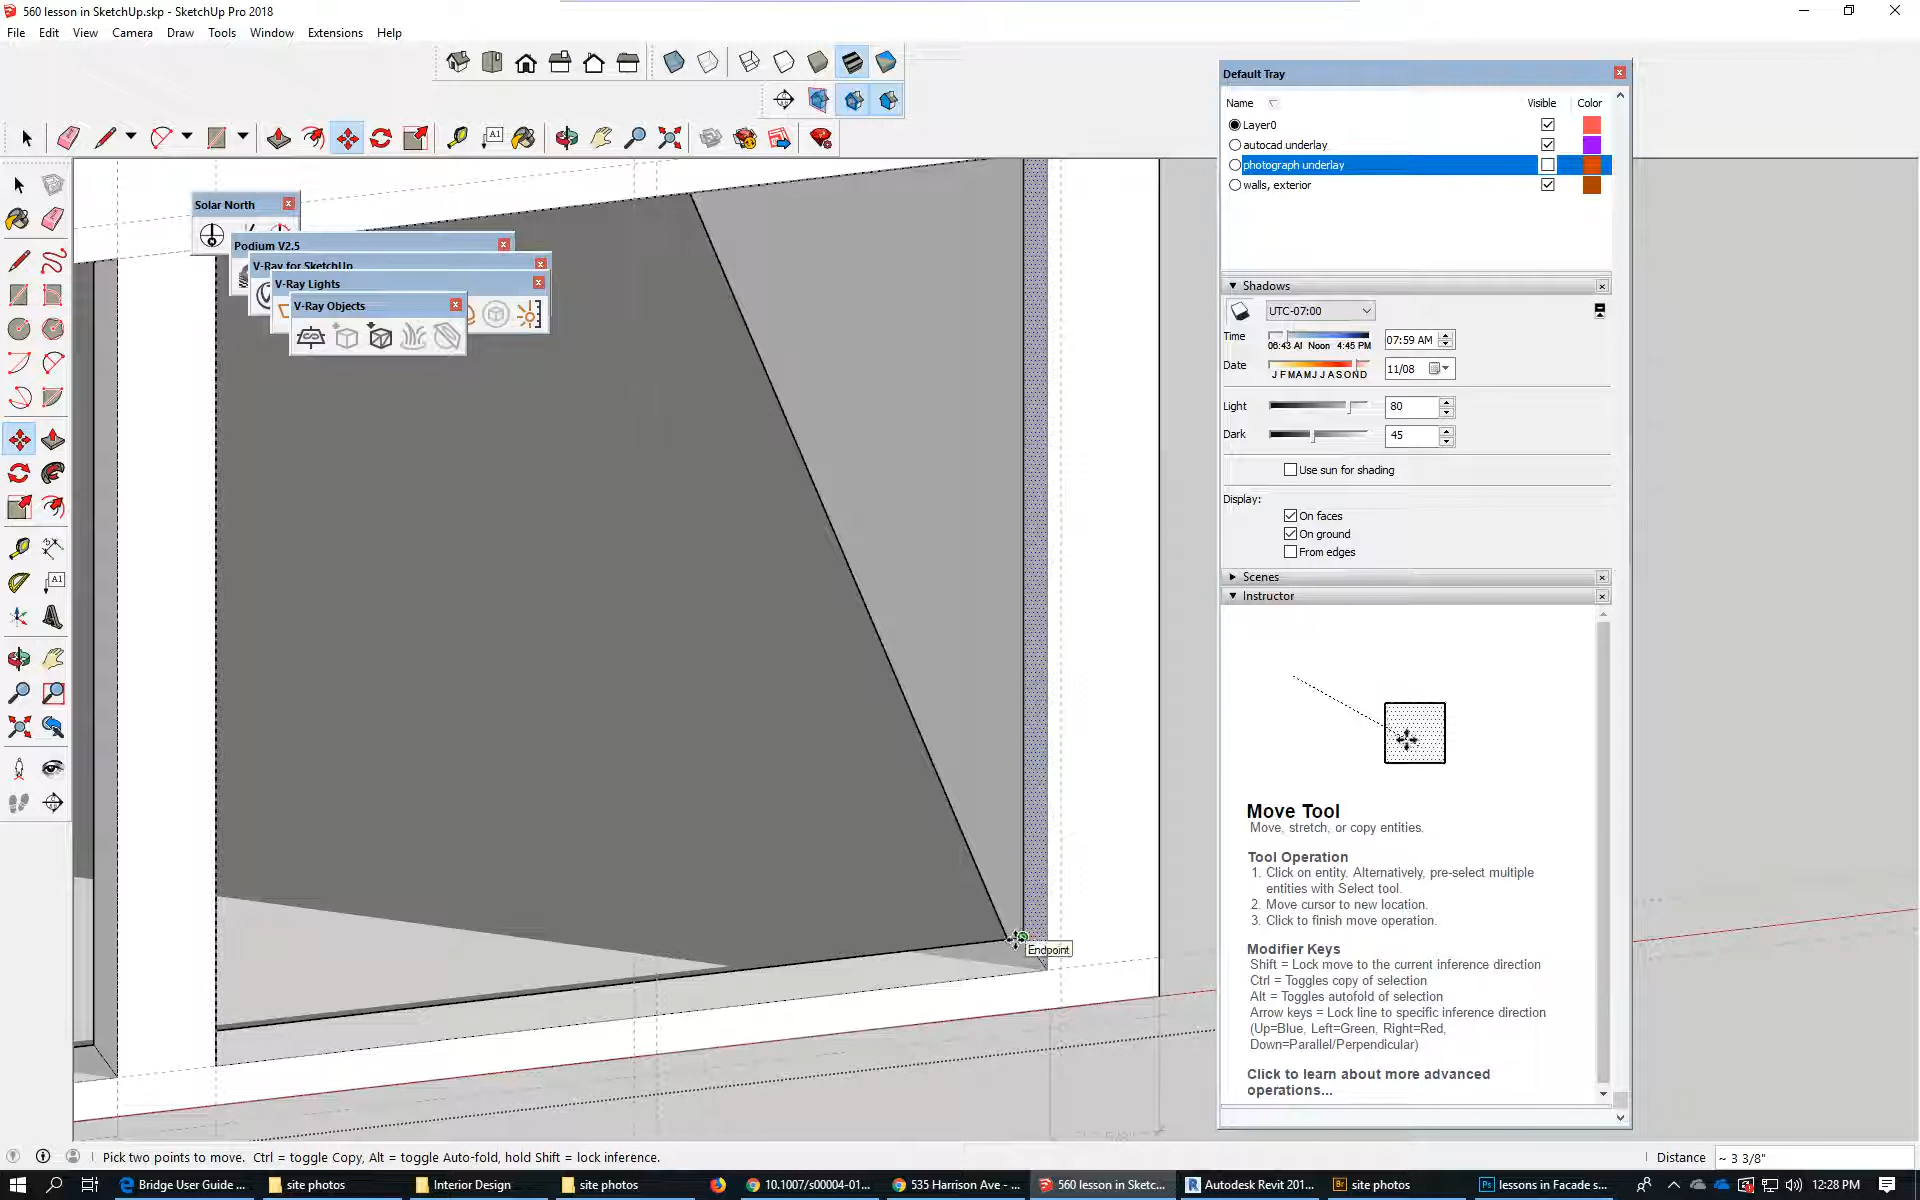 560 lesson in SketchUp.skp - SketchUp Pro 2018
File Edit View Camera Draw Tools Window Extensions Help
Default Tray
Name Visible Color
Layer0
autocad underlay
photograph underlay
walls, exterior
A1
Solar North
Podium V2.5
V-Ray for SketchUp
V-Ray Lights
V-Ray Objects
Shadows
UTC-07:00
Time 06:43 AM Noon 4:45 PM 07:59 AM
Date J F M A M J J A S O N D 11/08
Light 80
Dark 45
Use sun for shading
Display:
On faces
On ground
From edges
Scenes
Instructor
A1
Move Tool
Move, stretch, or copy entities.
Tool Operation
1. Click on entity. Alternatively, pre-select multiple
entities with Select tool.
2. Move cursor to new location.
3. Click to finish move operation.
Modifier Keys
Shift = Lock move to the current inference direction
Ctrl = Toggles copy of selection
Alt = Toggles autofold of selection
Arrow keys = Lock line to specific inference direction
(Up=Blue, Left=Green, Right=Red,
Down=Parallel/Perpendicular)
Click to learn about more advanced
operations...
Endpoint
Pick two points to move. Ctrl = toggle Copy, Alt = toggle Auto-fold, hold Shift = lock inference.
Distance ~ 3 3/8"
Bridge User Guide ... site photos Interior Design site photos 10.1007/s00004-01... 535 Harrison Ave - ... 560 lesson in Sketc... Autodesk Revit 201... Br site photos Ps lessons in Facade s... 12:28 PM